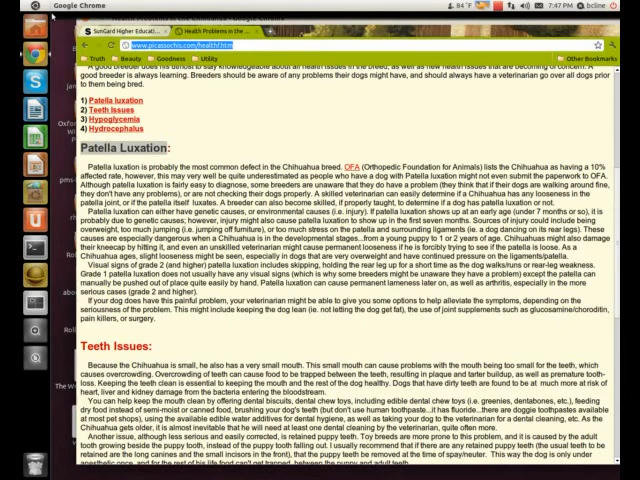 Google Chrome
84 °F
7:47 PM
bcline
SunGard Higher Educati...
Health Problems in the ...
www.picassochis.com/healthf.htm
Truth
Beauty
Goodness
Utility
Other Bookmarks
good breeder is always learning. Breeders should be aware of any problems their dogs might have, and should always have a veterinarian go over all dogs prior
to them being bred.
1) Patella luxation
2) Teeth Issues
3) Hypoglycemia
4) Hydrocephalus
Patella Luxation:
Patella luxation is probably the most common defect in the Chihuahua breed. OFA (Orthopedic Foundation for Animals) lists the Chihuahua as having a 10%
affected rate, however, this may very well be quite underestimated as people who have a dog with Patella luxation might not even submit the paperwork to OFA.
Although patella luxation is fairly easy to diagnose, some breeders are unaware that they do have a problem (they think that if their dogs are walking around fine,
they don't have any problems), or are not checking their dogs properly. A skilled veterinarian can easily determine if a Chihuahua has any looseness in the
patella joint, or if the patella itself luxates. A breeder can also become skilled, if properly taught, to determine if a dog has patella luxation or not.
Patella luxation can either have genetic causes, or environmental causes (i.e. injury). If patella luxation shows up at an early age (under 7 months or so), it is
probably due to genetic causes; however, injury might also cause patella luxation to show up in the first seven months. Sources of injury could include being
overweight, too much jumping (i.e. jumping off furniture), or too much stress on the patella and surrounding ligaments (ie. a dog dancing on its rear legs). These
causes are especially dangerous when a Chihuahua is in the developmental stages...from a young puppy to 1 or 2 years of age. Chihuahuas might also damage
their kneecap by hitting it, and even an unskilled veterinarian might cause permanent looseness if he is forcibly trying to see if the patella is loose. As a
Chihuahua ages, slight looseness might be seen, especially in dogs that are very overweight and have continued pressure on the ligaments/patella.
Visual signs of grade 2 (and higher) patella luxation includes skipping, holding the rear leg up for a short time as the dog walks/runs or rear-leg weakness.
Grade 1 patella luxation does not usually have any visual signs (which is why some breeders might be unaware they have a problem) except the patella can
manually be pushed out of place quite easily by hand. Patella luxation can cause permanent lameness later on, as well as arthritis, especially in the more
serious cases (grade 2 and higher).
If your dog does have this painful problem, your veterinarian might be able to give you some options to help alleviate the symptoms, depending on the
seriousness of the problem. This might include keeping the dog lean (ie. not letting the dog get fat), the use of joint supplements such as glucosamine/choroditin,
pain killers, or surgery.
Teeth Issues:
Because the Chihuahua is small, he also has a very small mouth. This small mouth can cause problems with the mouth being too small for the teeth, which
causes overcrowding. Overcrowding of teeth can cause food to be trapped between the teeth, resulting in plaque and tarter buildup, as well as premature tooth-
loss. Keeping the teeth clean is essential to keeping the mouth and the rest of the dog healthy. Dogs that have dirty teeth are found to be at much more at risk of
heart, liver and kidney damage from the bacteria entering the bloodstream.
You can help keep the mouth clean by offering dental biscuits, dental chew toys, including edible dental chew toys (i.e. greenies, dentabones, etc.), feeding
dry food instead of semi-moist or canned food, brushing your dog's teeth (but don't use human toothpaste...it has fluoride...there are doggie toothpastes available
at most pet shops), using the available edible water additives for dental hygiene, as well as taking your dog to the veterinarian for a dental cleaning, etc. As the
Chihuahua gets older, it is almost inevitable that he will need at least one dental cleaning by the veterinarian, quite often more.
Another issue, although less serious and easily corrected, is retained puppy teeth. Toy breeds are more prone to this problem, and it is caused by the adult
tooth growing beside the puppy tooth, instead of the puppy tooth falling out. I usually recommend that if there are any retained puppy teeth (the usual teeth to be
retained are the long canines and the small incisors in the front), that the puppy teeth be removed at the time of spay/neuter. This way the dog is only under